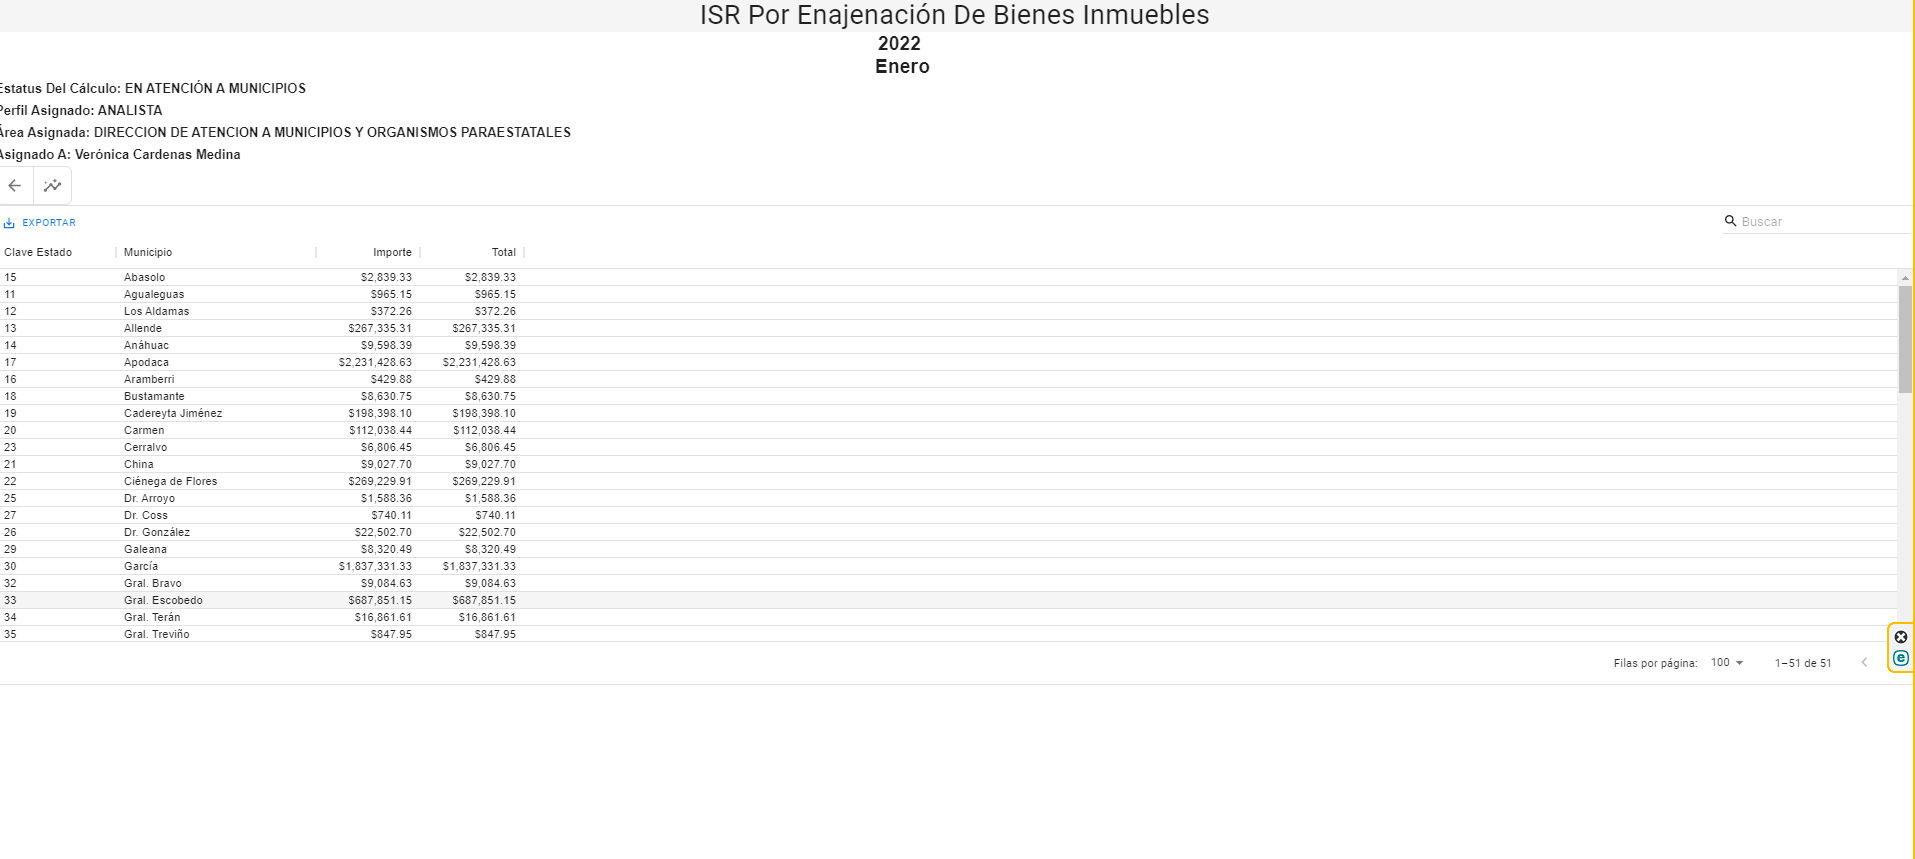 ISR Por Enajenación De Bienes Inmuebles
2022
Enero
Estatus Del Cálculo: EN ATENCIÓN A MUNICIPIOS
Perfil Asignado: ANALISTA
Área Asignada: DIRECCION DE ATENCION A MUNICIPIOS Y ORGANISMOS PARAESTATALES
Asignado A: Verónica Cardenas Medina
EXPORTAR
Buscar
Clave Estado Municipio Importe Total
15 Abasolo $2,839.33 $2,839.33
11 Agualeguas $965.15 $965.15
12 Los Aldamas $372.26 $372.26
13 Allende $267,335.31 $267,335.31
14 Anáhuac $9,598.39 $9,598.39
17 Apodaca $2,231,428.63 $2,231,428.63
16 Aramberri $429.88 $429.88
18 Bustamante $8,630.75 $8,630.75
19 Cadereyta Jiménez $198,398.10 $198,398.10
20 Carmen $112,038.44 $112,038.44
23 Cerralvo $6,806.45 $6,806.45
21 China $9,027.70 $9,027.70
22 Ciénega de Flores $269,229.91 $269,229.91
25 Dr. Arroyo $1,588.36 $1,588.36
27 Dr. Coss $740.11 $740.11
26 Dr. González $22,502.70 $22,502.70
29 Galeana $8,320.49 $8,320.49
30 García $1,837,331.33 $1,837,331.33
32 Gral. Bravo $9,084.63 $9,084.63
33 Gral. Escobedo $687,851.15 $687,851.15
34 Gral. Terán $16,861.61 $16,861.61
35 Gral. Treviño $847.95 $847.95
Filas por página: 100 1–51 de 51